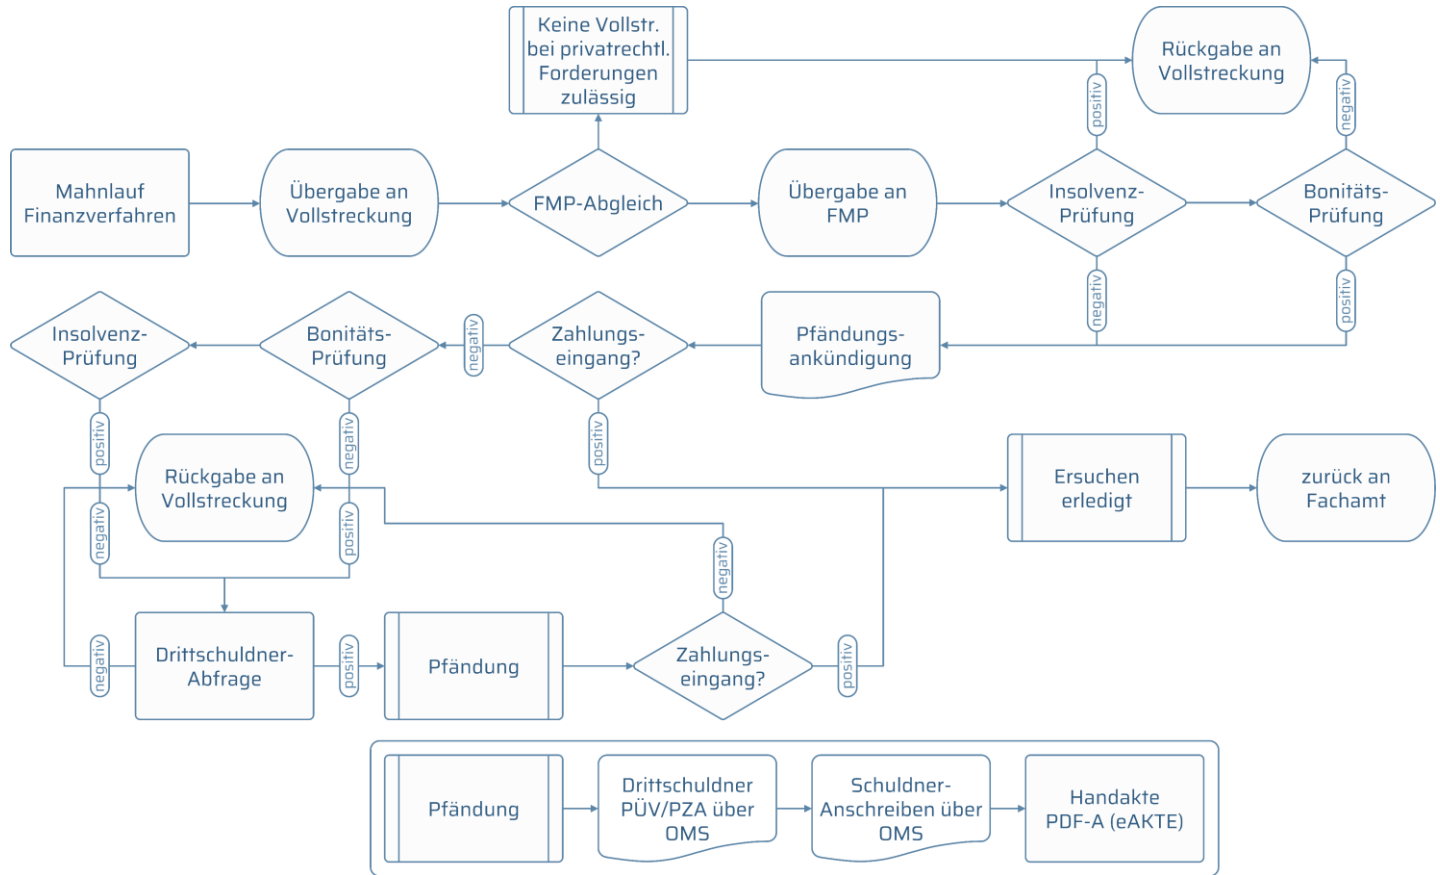 Keine Vollstr.
bei privatrechtl.
Forderungen
zulässig
Rückgabe an
Vollstreckung
positiv
negativ
Mahnlauf
Finanzverfahren
Übergabe an
Vollstreckung
FMP-Abgleich
Übergabe an
FMP
Insolvenz-
Prüfung
Bonitäts-
Prüfung
negativ
positiv
Insolvenz-
Prüfung
Bonitäts-
Prüfung
negativ
Zahlungs-
eingang?
Pfändungs-
ankündigung
positiv
negativ
positiv
Rückgabe an
Vollstreckung
Ersuchen
erledigt
zurück an
Fachamt
negativ
positiv
negativ
negativ
Drittschuldner-
Abfrage
positiv
Pfändung
Zahlungs-
eingang?
positiv
Pfändung
Drittschuldner
PÜV/PZA über
OMS
Schuldner-
Anschreiben über
OMS
Handakte
PDF-A (eAKTE)